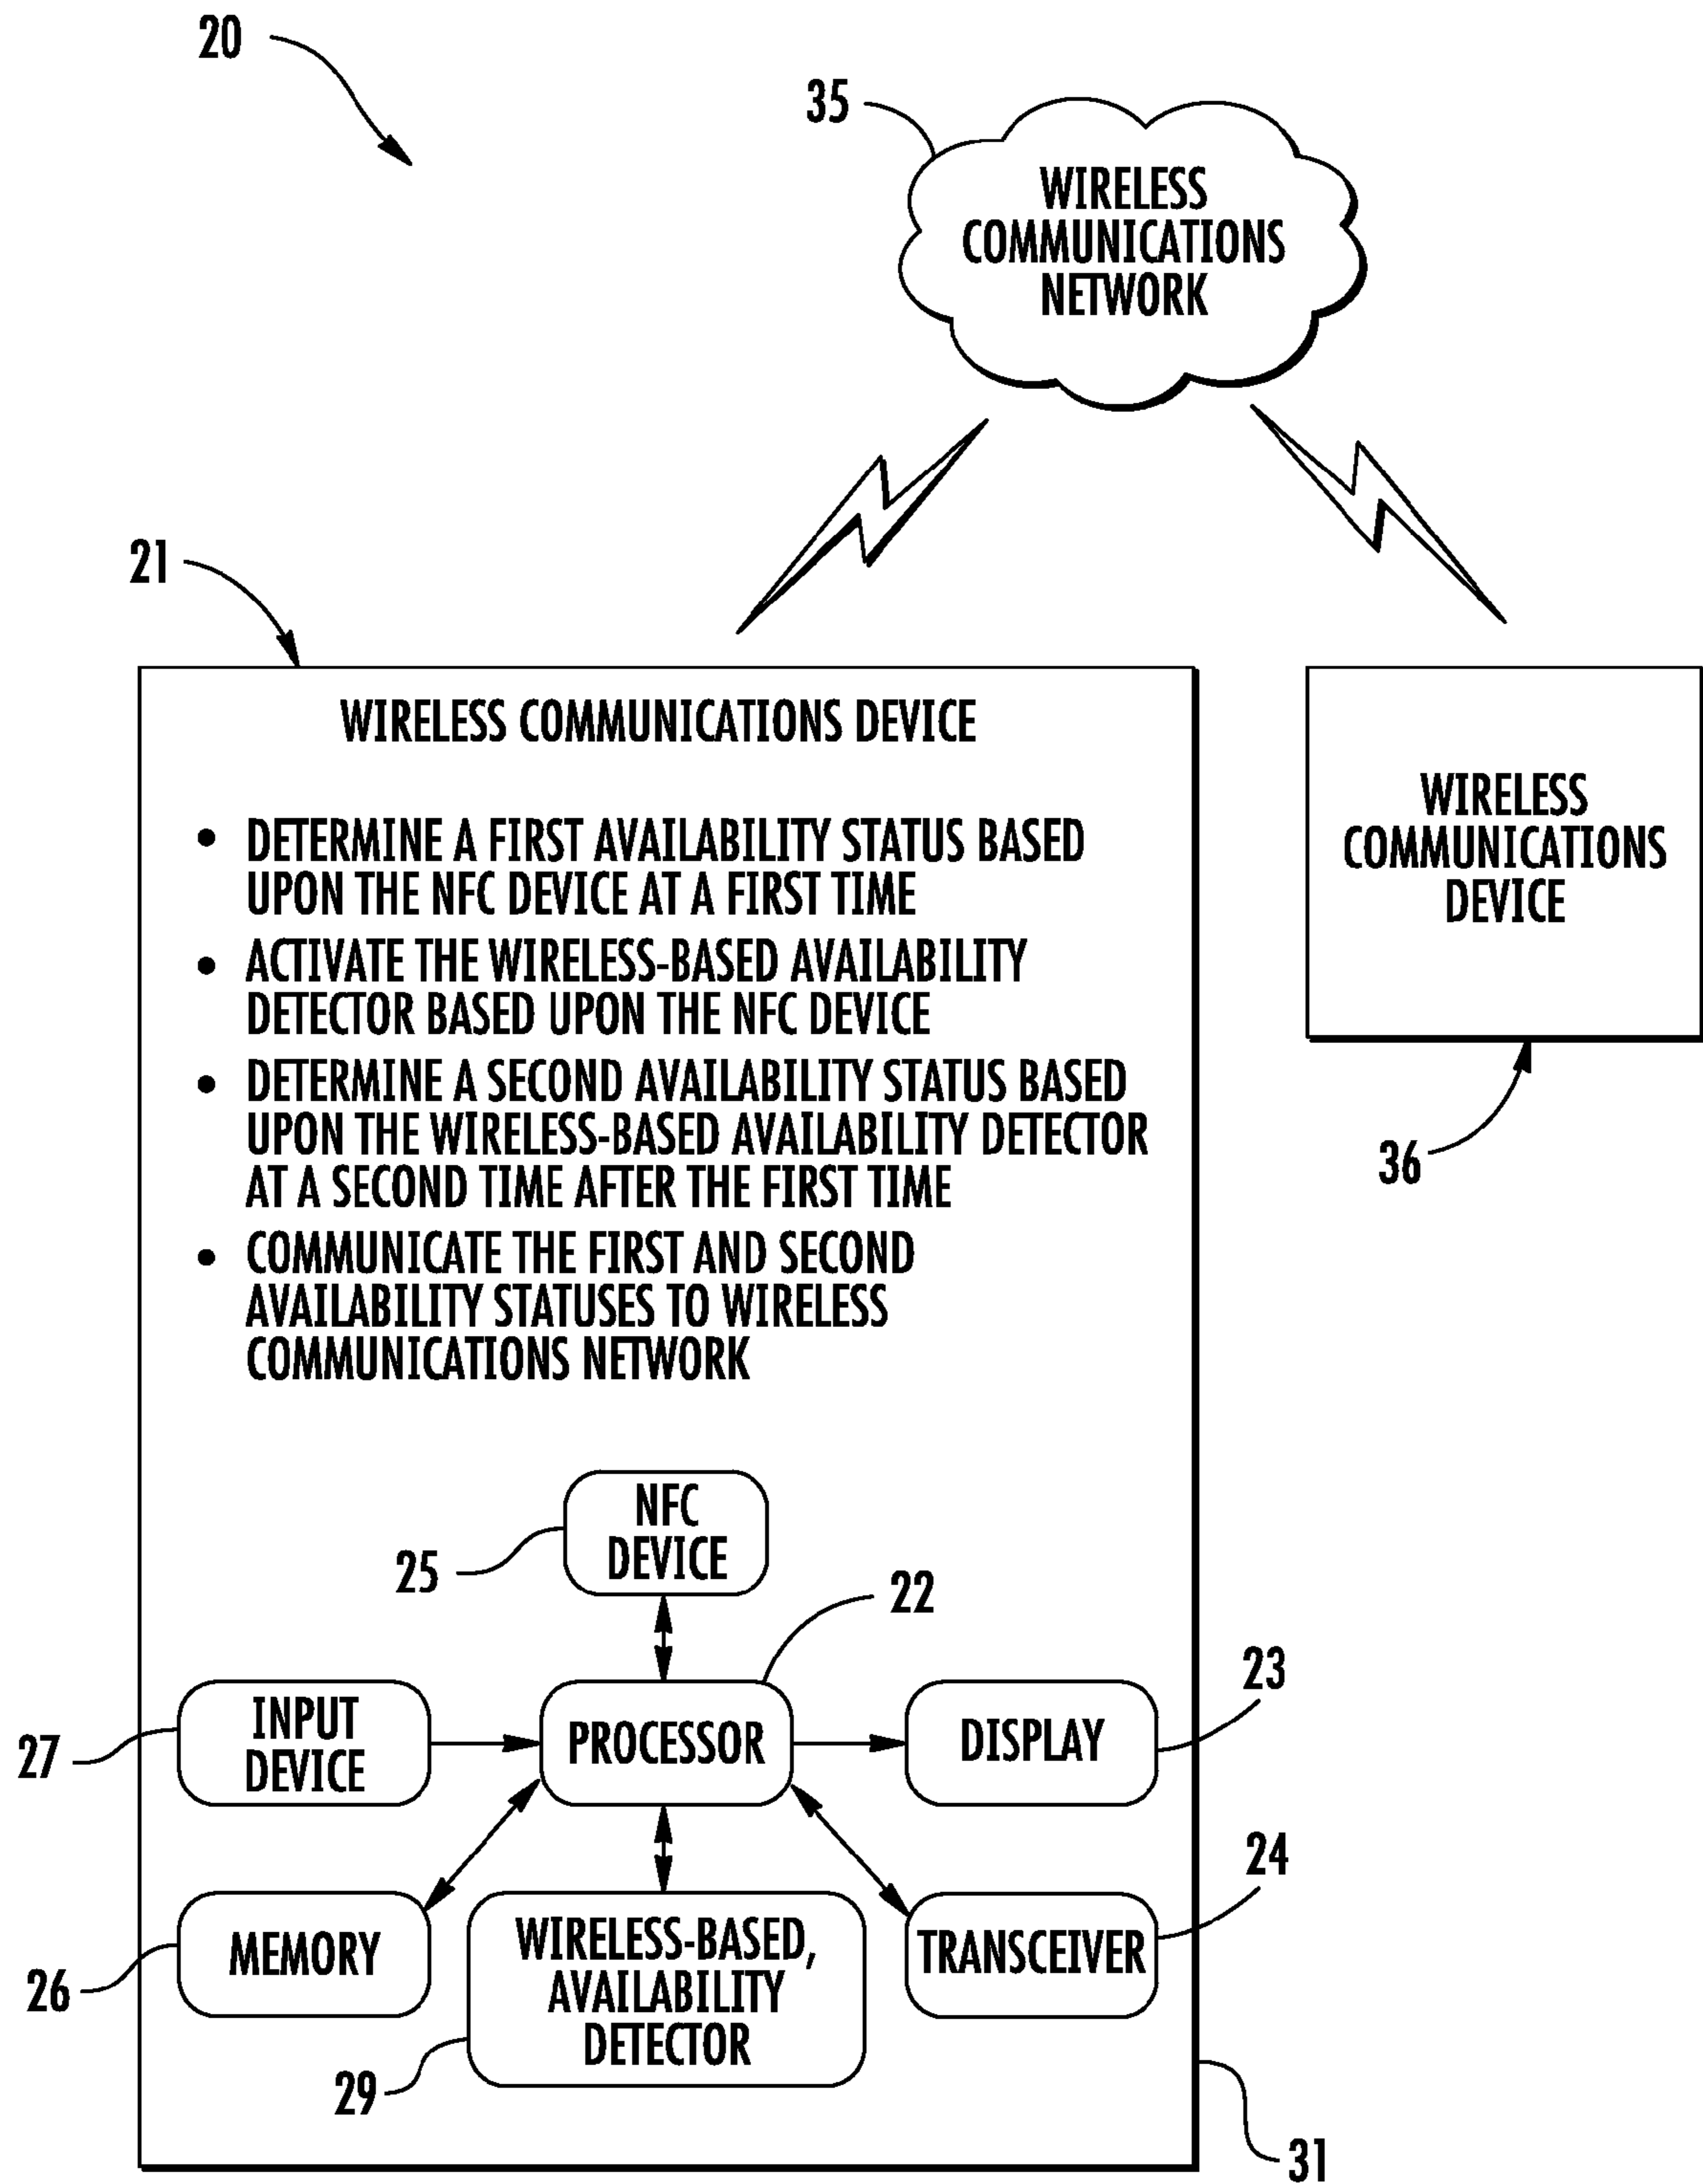 20
35
WIRELESS
COMMUNICATIONS
NETWORK
21
WIRELESS COMMUNICATIONS DEVICE
• DETERMINE A FIRST AVAILABILITY STATUS BASED
UPON THE NFC DEVICE AT A FIRST TIME
• ACTIVATE THE WIRELESS-BASED AVAILABILITY
DETECTOR BASED UPON THE NFC DEVICE
• DETERMINE A SECOND AVAILABILITY STATUS BASED
UPON THE WIRELESS-BASED AVAILABILITY DETECTOR
AT A SECOND TIME AFTER THE FIRST TIME
• COMMUNICATE THE FIRST AND SECOND
AVAILABILITY STATUSES TO WIRELESS
COMMUNICATIONS NETWORK
WIRELESS
COMMUNICATIONS
DEVICE
36
NFC
DEVICE
25
22
INPUT
DEVICE
27
PROCESSOR
DISPLAY
23
MEMORY
26
WIRELESS-BASED,
AVAILABILITY
DETECTOR
29
TRANSCEIVER
24
31